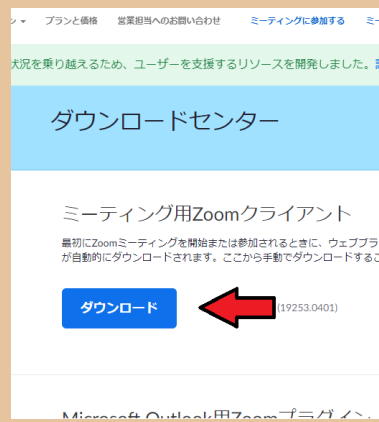 プランと価格 営業担当へのお問い合わせ ミーティングに参加する
状況を乗り越えるため、ユーザーを支援するリソースを開発しました。
ダウンロードセンター
ミーティング用Zoomクライアント
最初にZoomミーティングを開始または参加されるときに、ウェブブラ
が自動的にダウンロードされます。ここから手動でダウンロードするこ
ダウンロード (19253.0401)
Microsoft Outlook用Zoomプラグイン